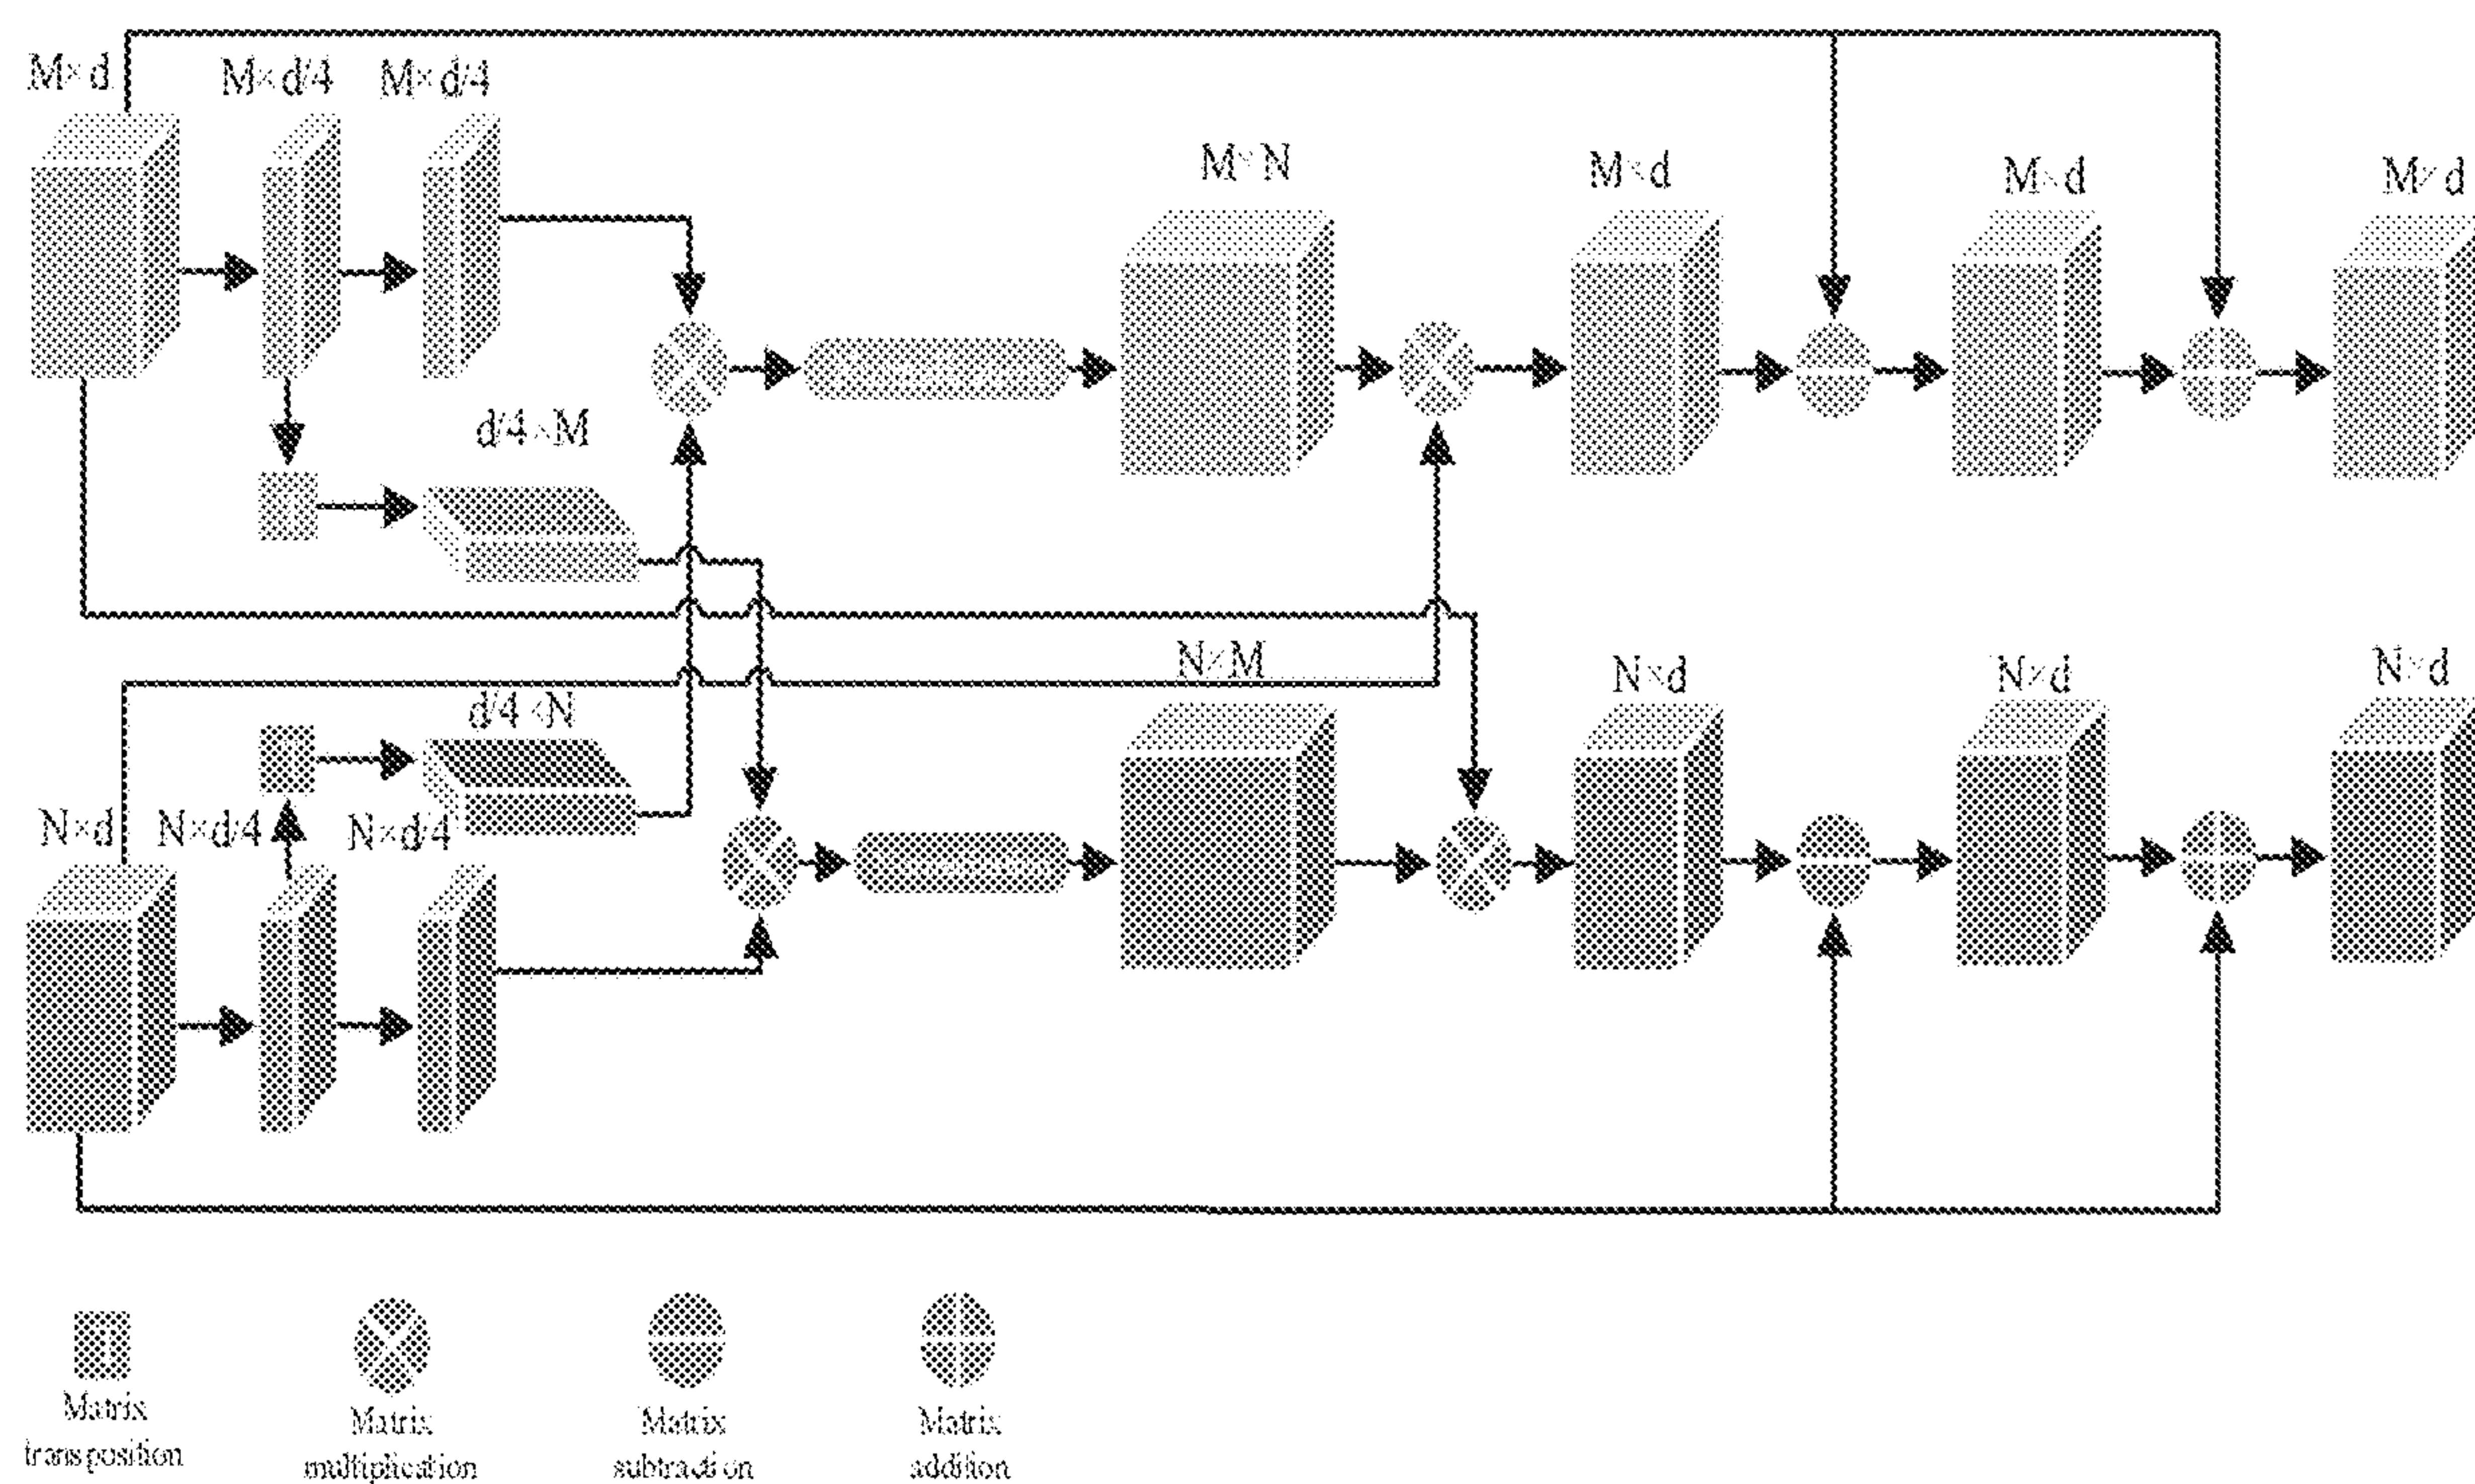 M×d
M×d/4
M×d/4
M×N
M×d
M×d
M×d
d/4×M
N×M
N×d
N×d
N×d
d/4×N
N×d
N×d/4
N×d/4
Matrix
transposition
Matrix
multiplication
Matrix
subtraction
Matrix
addition